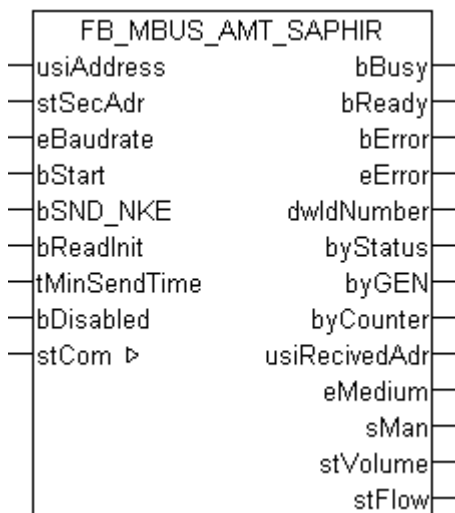 FB_MBUS_AMT_SAPHIR
usiAddress bBusy
stSecAdr bReady
eBaudrate bError
bStart eError
bSND_NKE dwIdNumber
bReadInit byStatus
tMinSendTime byGEN
bDisabled byCounter
stCom ▷ usiRecivedAdr
eMedium
sMan
stVolume
stFlow